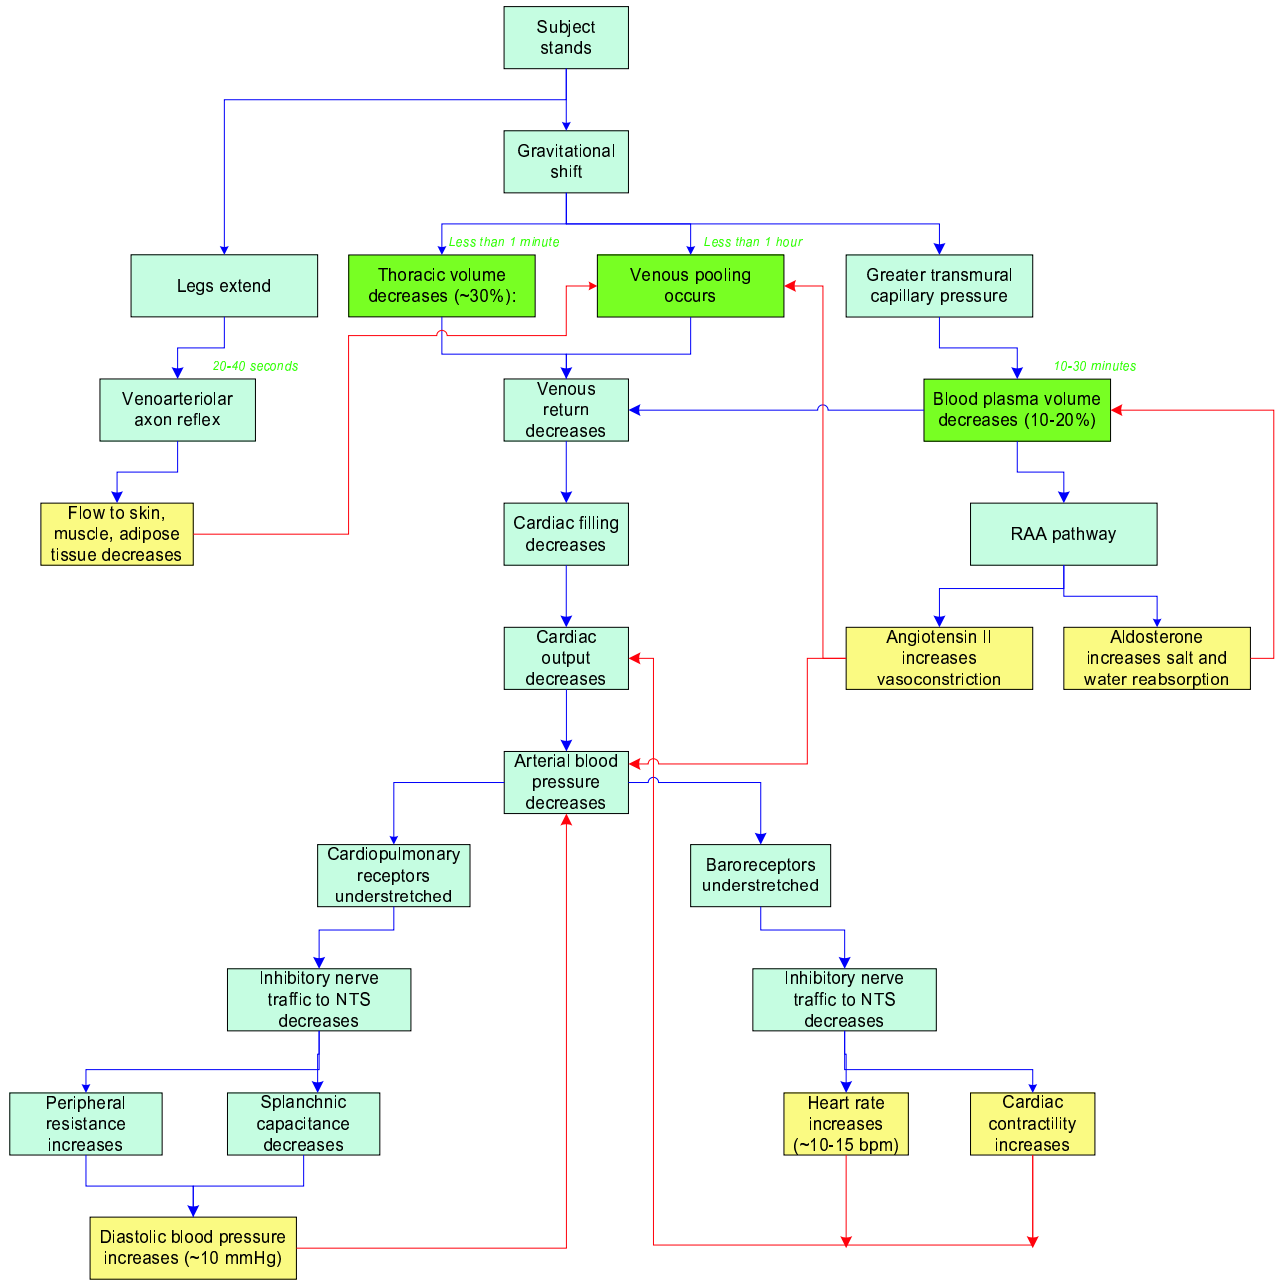 Subject
stands
Gravitational
shift
Less than 1 minute
Less than 1 hour
Legs extend
Thoracic volume
decreases (~30%):
Venous pooling
occurs
Greater transmural
capillary pressure
20-40 seconds
10-30 minutes
Venoarteriolar
axon reflex
Venous
return
decreases
Blood plasma volume
decreases (10-20%)
Flow to skin,
muscle, adipose
tissue decreases
Cardiac filling
decreases
RAA pathway
Cardiac
output
decreases
Angiotensin II
increases
vasoconstriction
Aldosterone
increases salt and
water reabsorption
Arterial blood
pressure
decreases
Cardiopulmonary
receptors
understretched
Baroreceptors
understretched
Inhibitory nerve
traffic to NTS
decreases
Inhibitory nerve
traffic to NTS
decreases
Peripheral
resistance
increases
Splanchnic
capacitance
decreases
Heart rate
increases
(~10-15 bpm)
Cardiac
contractility
increases
Diastolic blood pressure
increases (~10 mmHg)